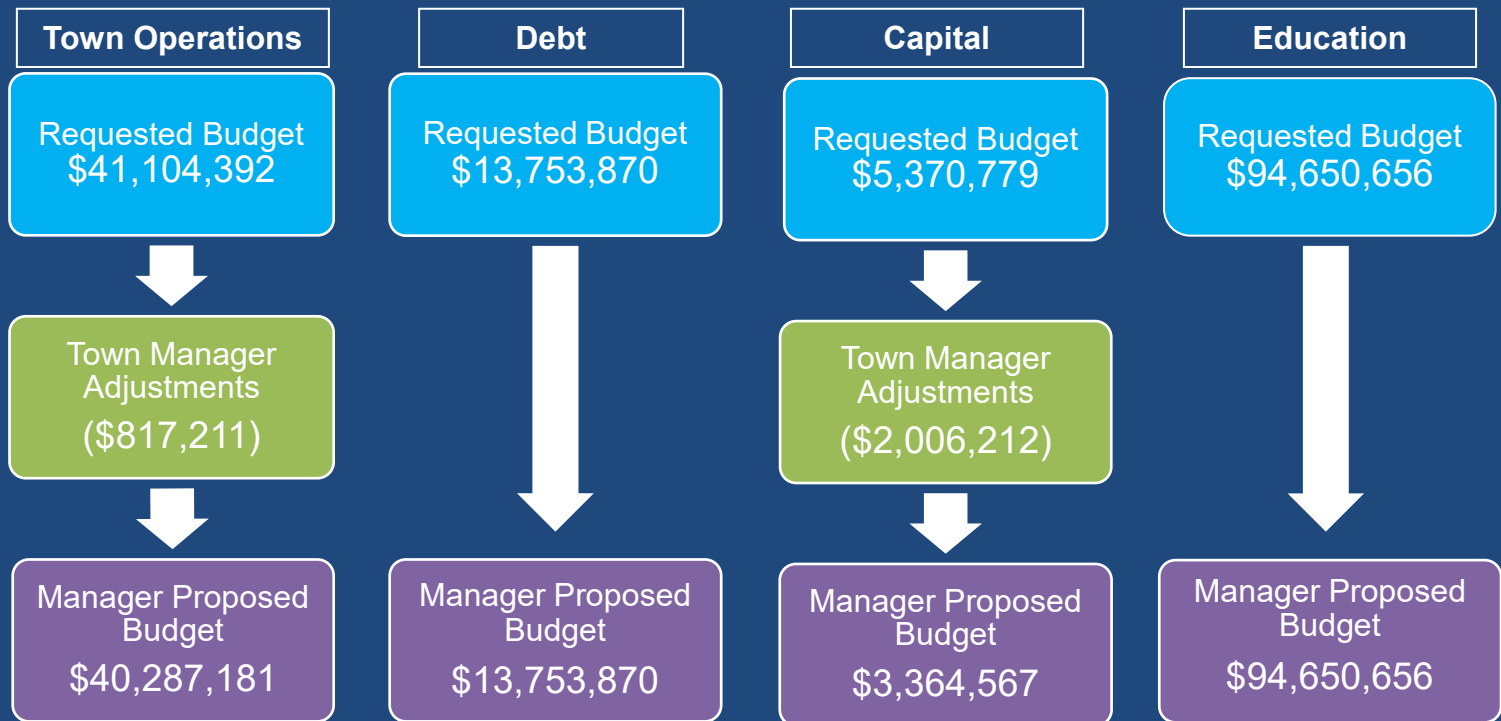 Town Operations
Requested Budget
$41,104,392
Town Manager
Adjustments
($817,211)
Manager Proposed
Budget
$40,287,181
Debt
Requested Budget
$13,753,870
Manager Proposed
Budget
$13,753,870
Capital
Requested Budget
$5,370,779
Town Manager
Adjustments
($2,006,212)
Manager Proposed
Budget
$3,364,567
Education
Requested Budget
$94,650,656
Manager Proposed
Budget
$94,650,656